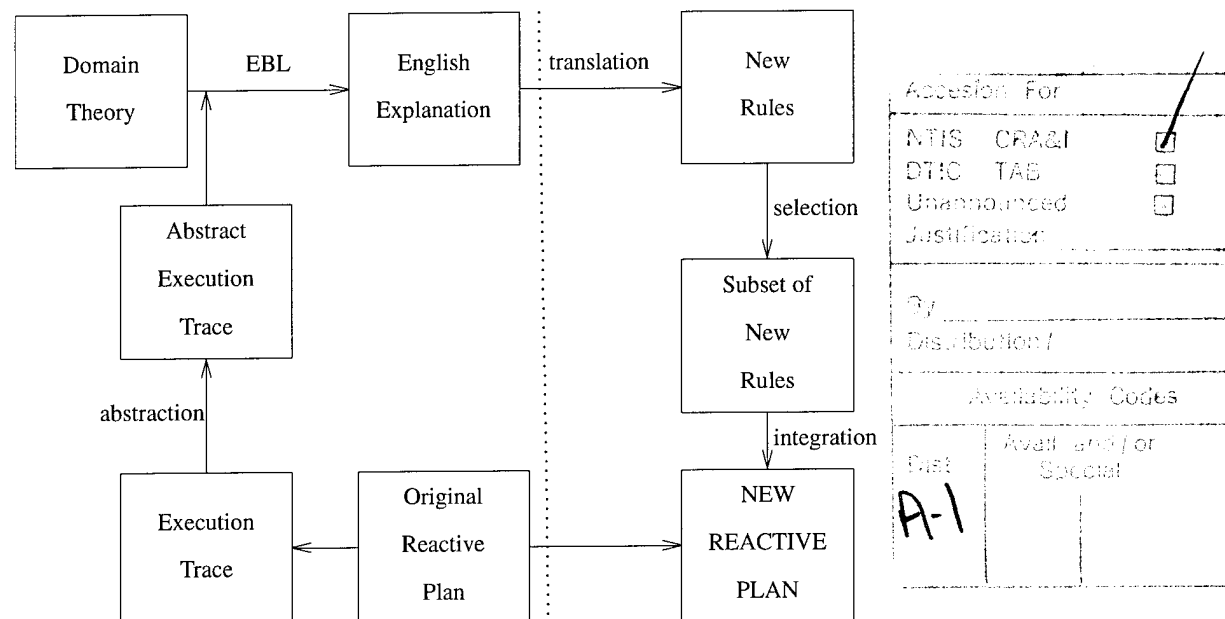 Domain
Theory
EBL
English
Explanation
translation
New
Rules
selection
Abstract
Execution
Trace
Subset of
New
Rules
abstraction
integration
Execution
Trace
Original
Reactive
Plan
NEW
REACTIVE
PLAN
Accesion For
NTIS CRA&I
DTIC TAB
Unannounced
Justification
By
Distribution /
Availability Codes
Dist
Avail and / or
Special
A-1